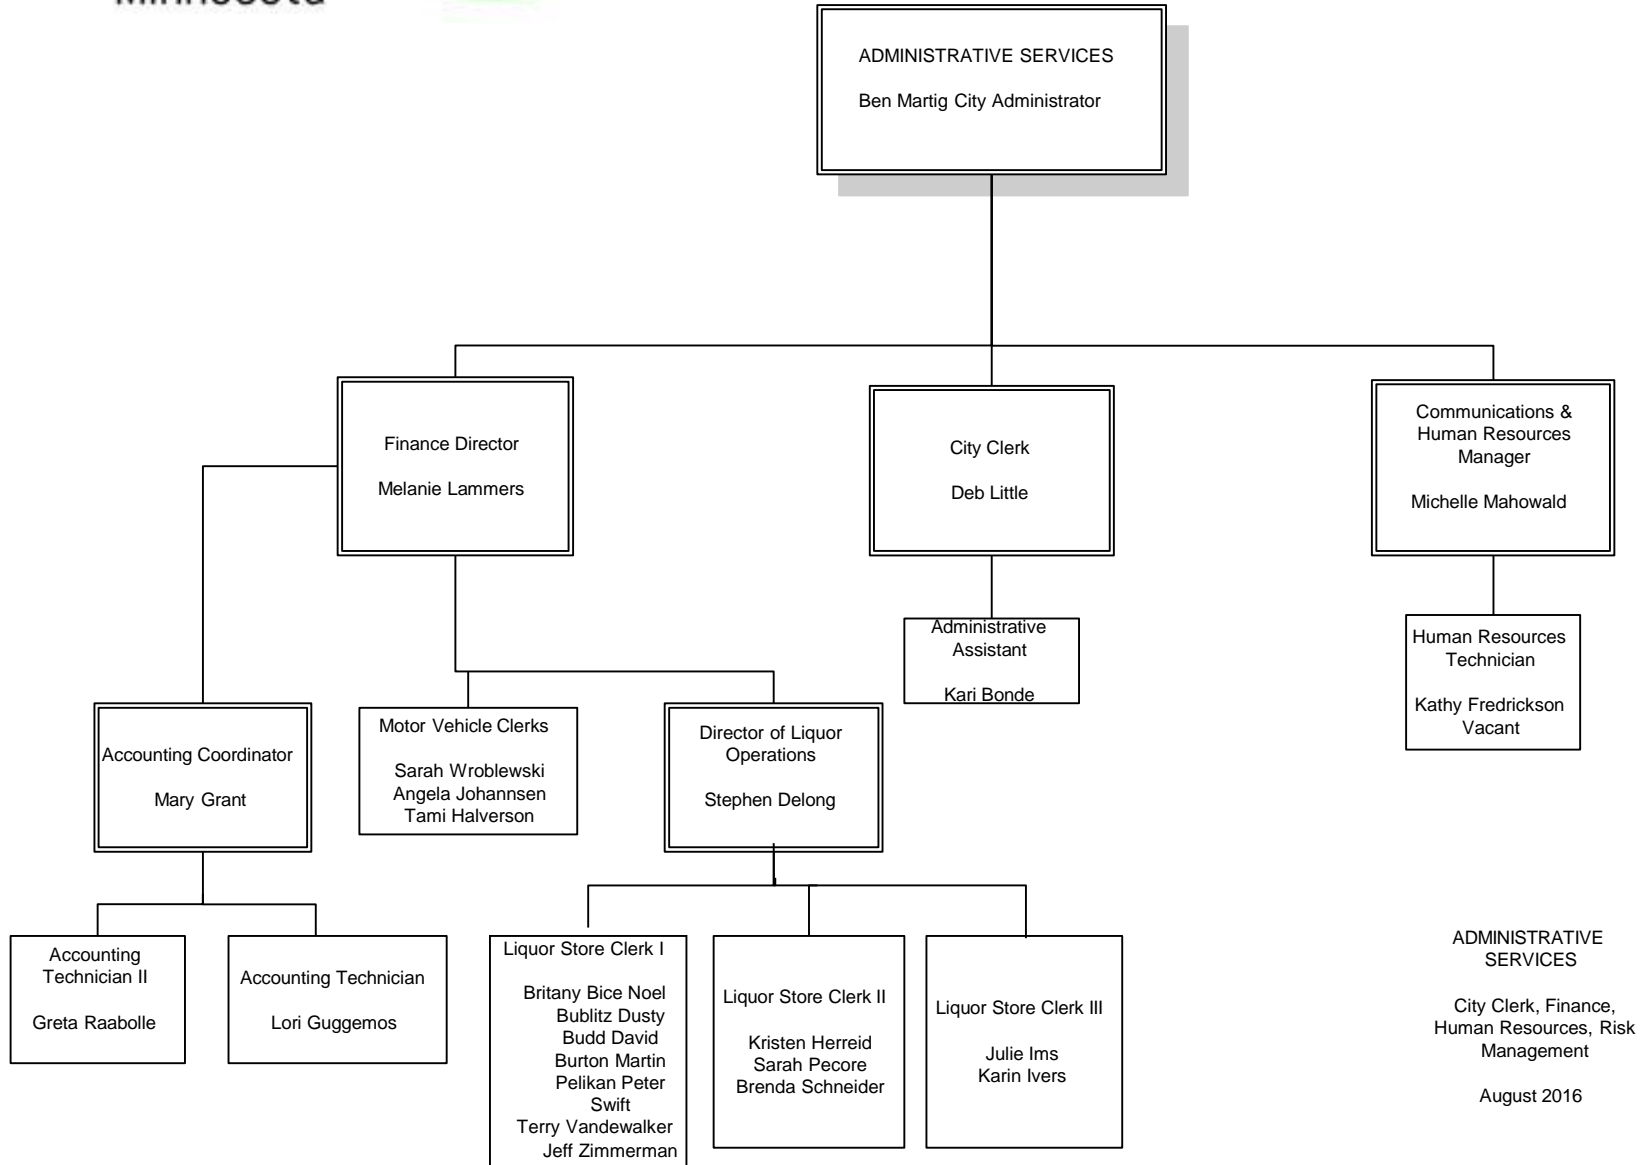 Minnesota
ADMINISTRATIVE SERVICES
Ben Martig City Administrator
Finance Director
Melanie Lammers
City Clerk
Deb Little
Communications &
Human Resources
Manager
Michelle Mahowald
Administrative
Assistant
Kari Bonde
Human Resources
Technician
Kathy Fredrickson
Vacant
Accounting Coordinator
Mary Grant
Motor Vehicle Clerks
Sarah Wroblewski
Angela Johannsen
Tami Halverson
Director of Liquor
Operations
Stephen Delong
Accounting
Technician II
Greta Raabolle
Accounting Technician
Lori Guggemos
Liquor Store Clerk I
Britany Bice Noel
Bublitz Dusty
Budd David
Burton Martin
Pelikan Peter
Swift
Terry Vandewalker
Jeff Zimmerman
Liquor Store Clerk II
Kristen Herreid
Sarah Pecore
Brenda Schneider
Liquor Store Clerk III
Julie Ims
Karin Ivers
ADMINISTRATIVE
SERVICES
City Clerk, Finance,
Human Resources, Risk
Management
August 2016